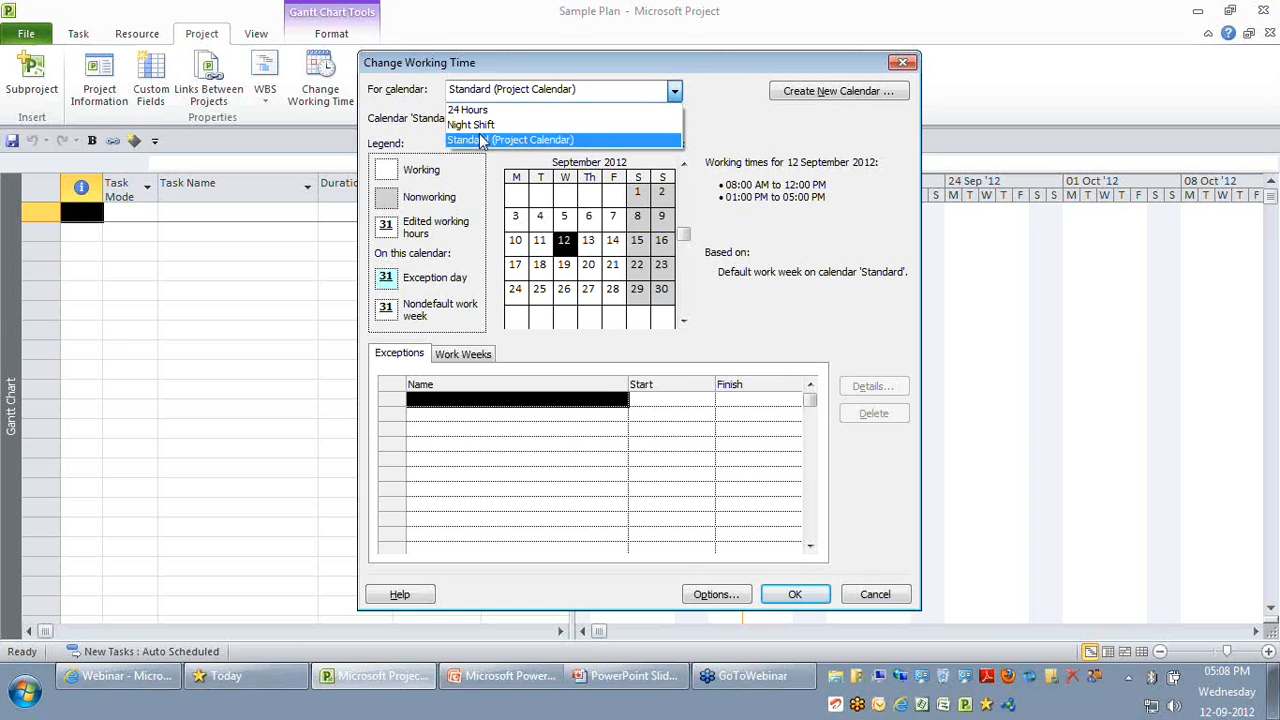 Gantt Chart Tools
Sample Plan - Microsoft Project
File Task Resource Project View Format
Subproject
Project Information
Custom Fields
Links Between Projects
WBS
Change Working Time
Insert
Properties
Change Working Time
For calendar: Standard (Project Calendar)
Create New Calendar ...
24 Hours
Night Shift
Standard (Project Calendar)
Calendar 'Standa
Legend:
Working
Nonworking
31 Edited working hours
On this calendar:
31 Exception day
31 Nondefault work week
September 2012
M T W Th F S S
1 2
3 4 5 6 7 8 9
10 11 12 13 14 15 16
17 18 19 20 21 22 23
24 25 26 27 28 29 30
Working times for 12 September 2012:
• 08:00 AM to 12:00 PM
• 01:00 PM to 05:00 PM
Based on:
Default work week on calendar 'Standard'.
Exceptions Work Weeks
Name Start Finish
Details...
Delete
Help Options... OK Cancel
Task Mode
Task Name
Duratio
24 Sep '12 01 Oct '12 08 Oct '12
S M T W T F S S M T W T F S S M T W T F S
Gantt Chart
Ready New Tasks : Auto Scheduled
Webinar - Micro...
Today
Microsoft Projec...
Microsoft Power...
PowerPoint Slid...
GoToWebinar
05:08 PM
Wednesday
12-09-2012